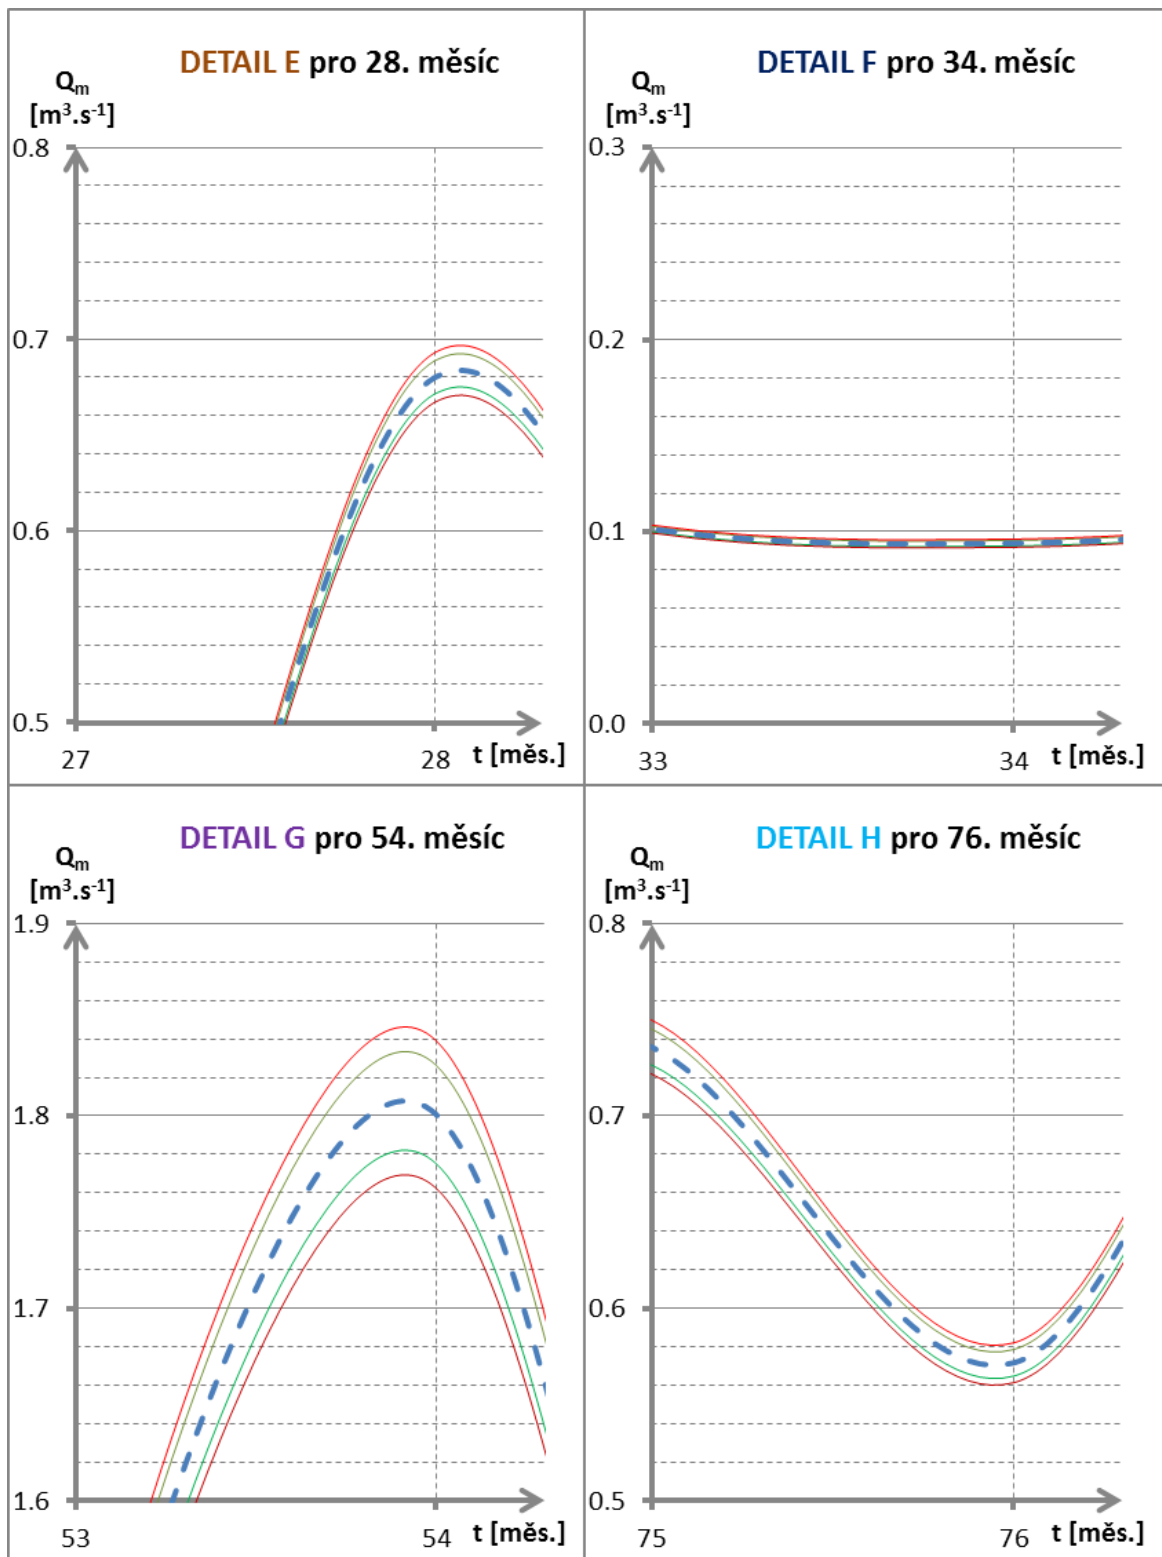 DETAIL E pro 28. měsíc
Qm
[m³.s-1]
0.8
0.7
0.6
0.5
27
28
t [měs.]
DETAIL F pro 34. měsíc
Qm
[m³.s-1]
0.3
0.2
0.1
0.0
33
34
t [měs.]
DETAIL G pro 54. měsíc
Qm
[m³.s-1]
1.9
1.8
1.7
1.6
53
54
t [měs.]
DETAIL H pro 76. měsíc
Qm
[m³.s-1]
0.8
0.7
0.6
0.5
75
76
t [měs.]